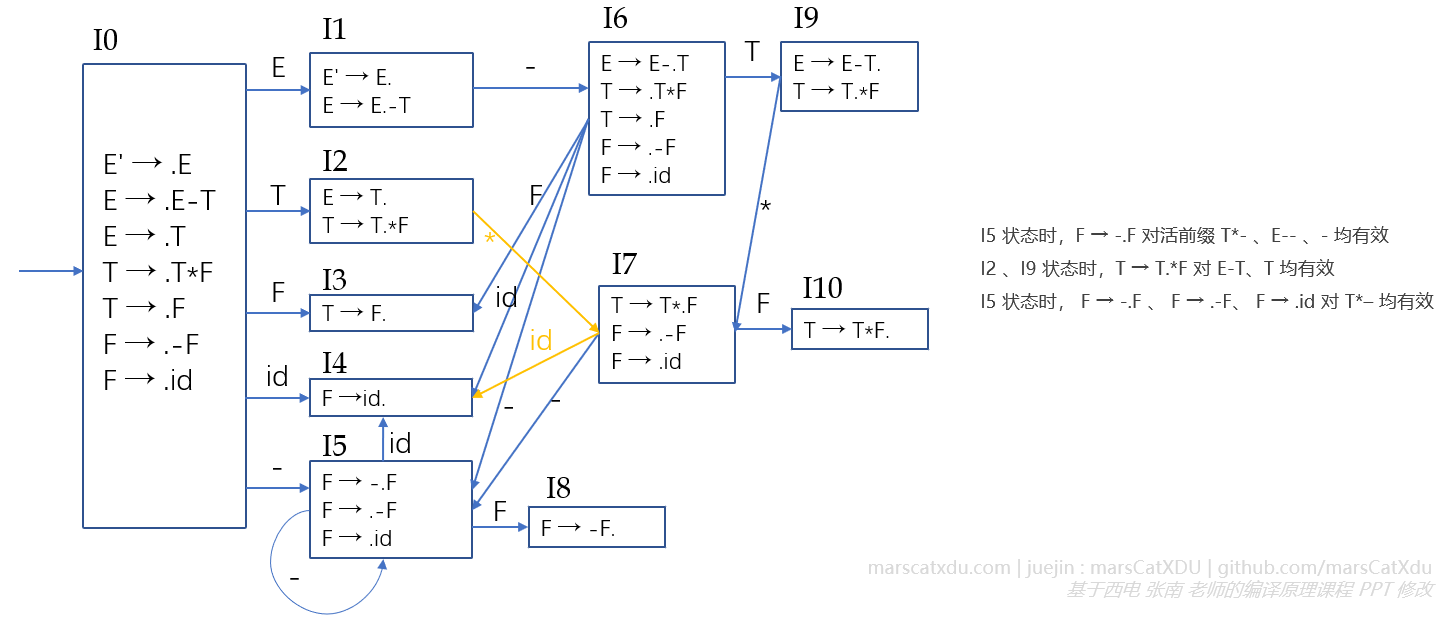 I0
E' → .E
E → .E-T
E → .T
T → .T*F
T → .F
F → .-F
F → .id
E
T
F
id
-
I1
E' → E.
E → E.-T
I2
E → T.
T → T.*F
I3
T → F.
I4
F →id.
id
I5
F → -.F
F → .-F
F → .id
-
-
*
F
id
id
-
-
I6
E → E-.T
T → .T*F
T → .F
F → .-F
F → .id
I7
T → T*.F
F → .-F
F → .id
F
I8
F → -F.
T
*
F
I9
E → E-T.
T → T.*F
I10
T → T*F.
I5 状态时，F → -.F 对活前缀 T*- 、E-- 、- 均有效
I2 、I9 状态时，T → T.*F 对 E-T、T 均有效
I5 状态时， F → -.F 、 F → .-F、 F → .id 对 T*– 均有效
marscatxdu.com | juejin : marsCatXDU | github.com/marsCatXdu
基于西电 张南 老师的编译原理课程 PPT 修改